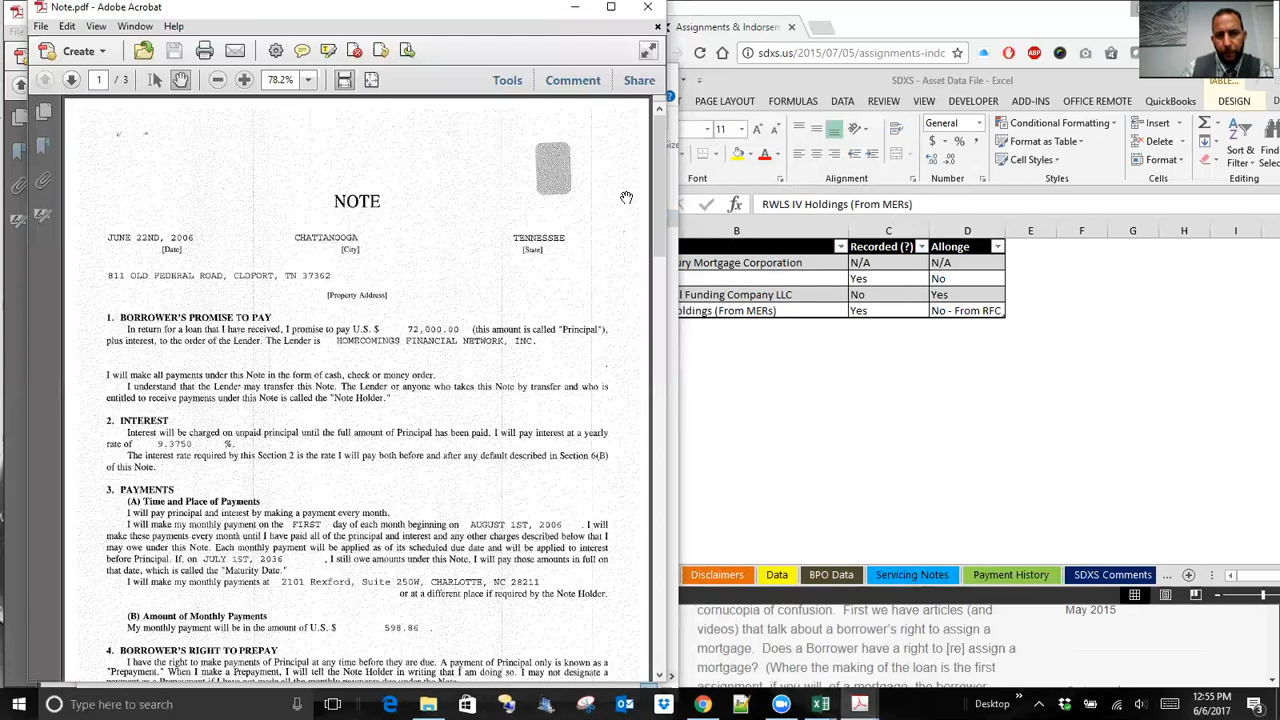 Note.pdf - Adobe Acrobat
File Edit View Window Help
Create
1 / 3
78.2%
Tools Comment Share
NOTE
JUNE 22ND, 2006 CHATTANOOGA TENNESSEE
[Date] [City] [State]
811 OLD FEDERAL ROAD, CLDFORT, TN 37362
[Property Address]
1. BORROWER'S PROMISE TO PAY
In return for a loan that I have received, I promise to pay U.S. $ 72,000.00 (this amount is called "Principal"),
plus interest, to the order of the Lender. The Lender is HOMECOMINGS FINANCIAL NETWORK, INC.
I will make all payments under this Note in the form of cash, check or money order.
I understand that the Lender may transfer this Note. The Lender or anyone who takes this Note by transfer and who is
entitled to receive payments under this Note is called the "Note Holder."
2. INTEREST
Interest will be charged on unpaid principal until the full amount of Principal has been paid. I will pay interest at a yearly
rate of 9.3750 %.
The interest rate required by this Section 2 is the rate I will pay both before and after any default described in Section 6(B)
of this Note.
3. PAYMENTS
(A) Time and Place of Payments
I will pay principal and interest by making a payment every month.
I will make my monthly payment on the FIRST day of each month beginning on AUGUST 1ST, 2006 . I will
make these payments every month until I have paid all of the principal and interest and any other charges described below that I
may owe under this Note. Each monthly payment will be applied as of its scheduled due date and will be applied to interest
before Principal. If, on JULY 1ST, 2036 , I still owe amounts under this Note, I will pay those amounts in full on
that date, which is called the "Maturity Date."
I will make my monthly payments at 2101 Rexford, Suite 250W, CHARLOTTE, NC 28211
or at a different place if required by the Note Holder.
(B) Amount of Monthly Payments
My monthly payment will be in the amount of U.S. $ 598.86 .
4. BORROWER'S RIGHT TO PREPAY
I have the right to make payments of Principal at any time before they are due. A payment of Principal only is known as a
"Prepayment." When I make a Prepayment, I will tell the Note Holder in writing that I am doing so. I may not designate a
Assignments & Indorsem
sdxs.us/2015/07/05/assignments-indo
ABP
SDXS - Asset Data File - Excel
PAGE LAYOUT FORMULAS DATA REVIEW VIEW DEVELOPER ADD-INS OFFICE REMOTE QuickBooks DESIGN
11
General
Conditional Formatting
Format as Table
Cell Styles
Insert
Delete
Format
Sort & Find
Filter Select
Font Alignment Number Styles Cells Editing
RWLS IV Holdings (From MERs)
B C D E F G H I
Recorded (?) Allonge
ury Mortgage Corporation N/A N/A
Yes No
l Funding Company LLC No Yes
oldings (From MERs) Yes No - From RFC
Disclaimers Data BPO Data Servicing Notes Payment History SDXS Comments ...
cornucopia of confusion. First we have articles (and
videos) that talk about a borrower's right to assign a
mortgage. Does a Borrower have a right to [re] assign a
mortgage? (Where the making of the loan is the first
assignment, if you will, of a mortgage, the borrower
May 2015
Type here to search
Desktop
12:55 PM
6/6/2017